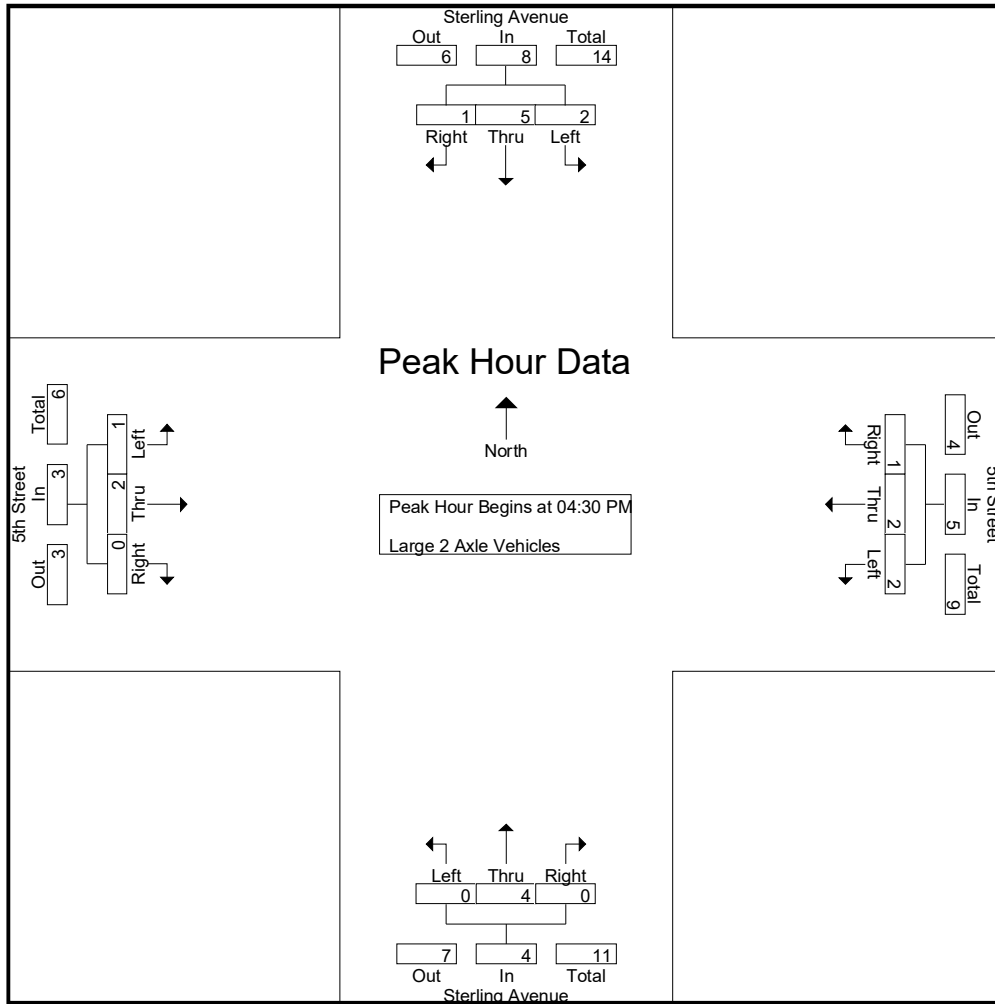 Sterling Avenue
Out In Total
6 8 14
1 5 2
Right Thru Left
Peak Hour Data
North
Peak Hour Begins at 04:30 PM
Large 2 Axle Vehicles
5th Street
Total In Out
6 3 3
1 2 0
Left Thru Right
5th Street
Out In Total
4 5 9
1 2 2
Right Thru Left
Left Thru Right
0 4 0
7 4 11
Out In Total
Sterling Avenue